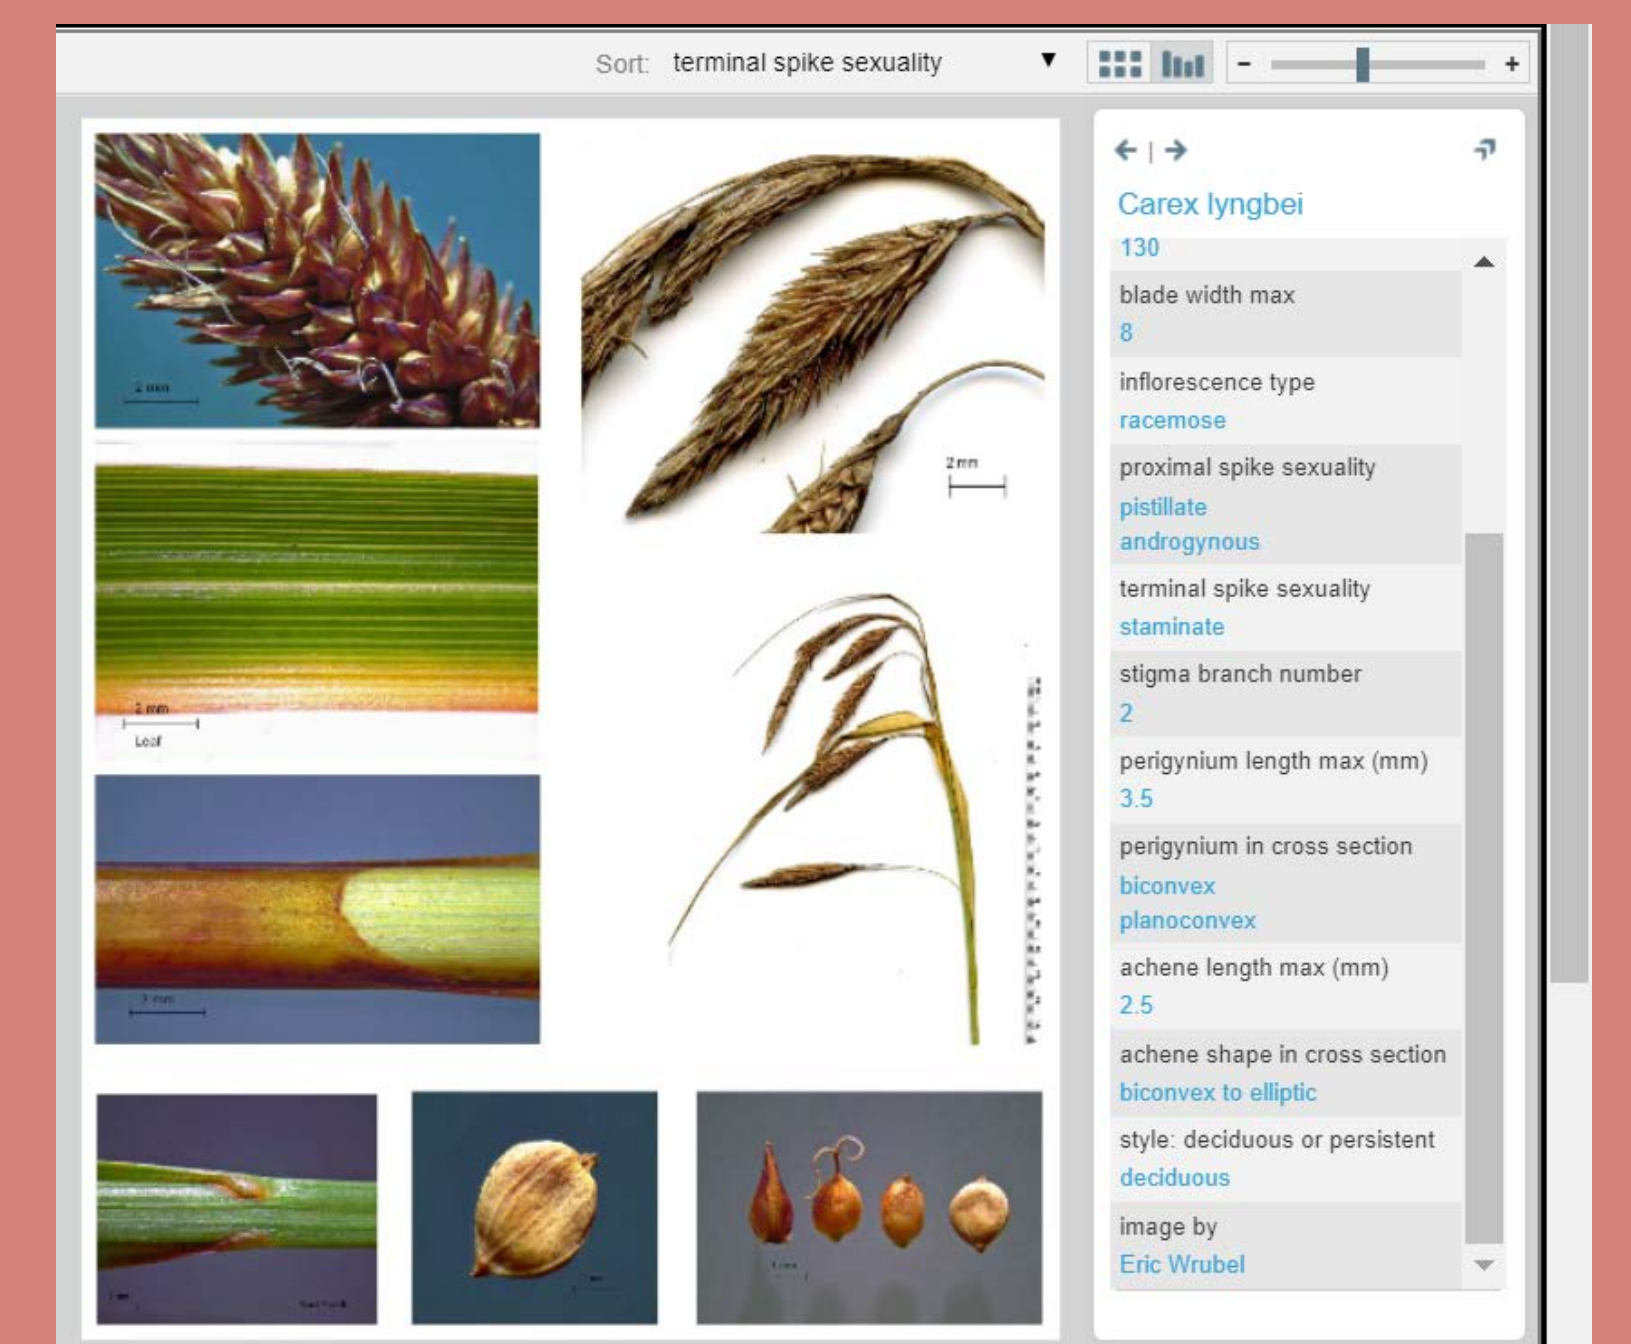 Sort: terminal spike sexuality
- +
Carex lyngbei
130
blade width max
8
inflorescence type
racemose
proximal spike sexuality
pistillate
androgynous
terminal spike sexuality
staminate
stigma branch number
2
perigynium length max (mm)
3.5
perigynium in cross section
biconvex
planoconvex
achene length max (mm)
2.5
achene shape in cross section
biconvex to elliptic
style: deciduous or persistent
deciduous
image by
Eric Wrubel
2 mm
2 mm
2 mm
Leaf